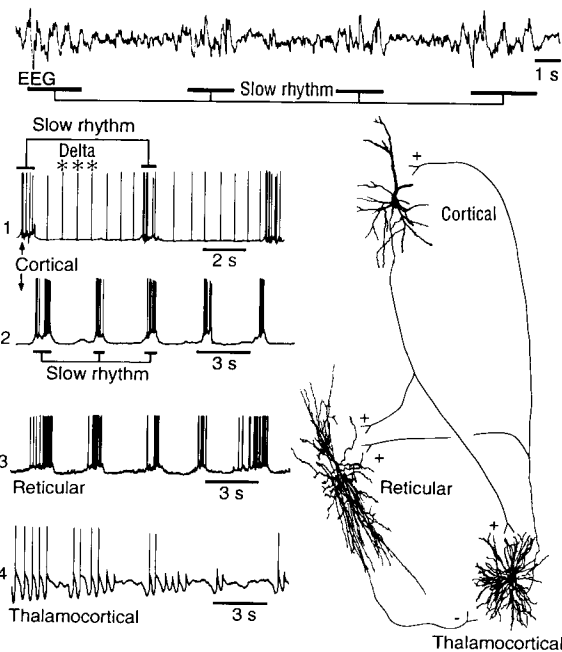 1 s
EEG
Slow rhythm
Slow rhythm
Delta
* * *
+
Cortical
1
2 s
Cortical
2
3 s
Slow rhythm
+
+
3
Reticular
3 s
Reticular
+
4
Thalamocortical
3 s
-
Thalamocortical